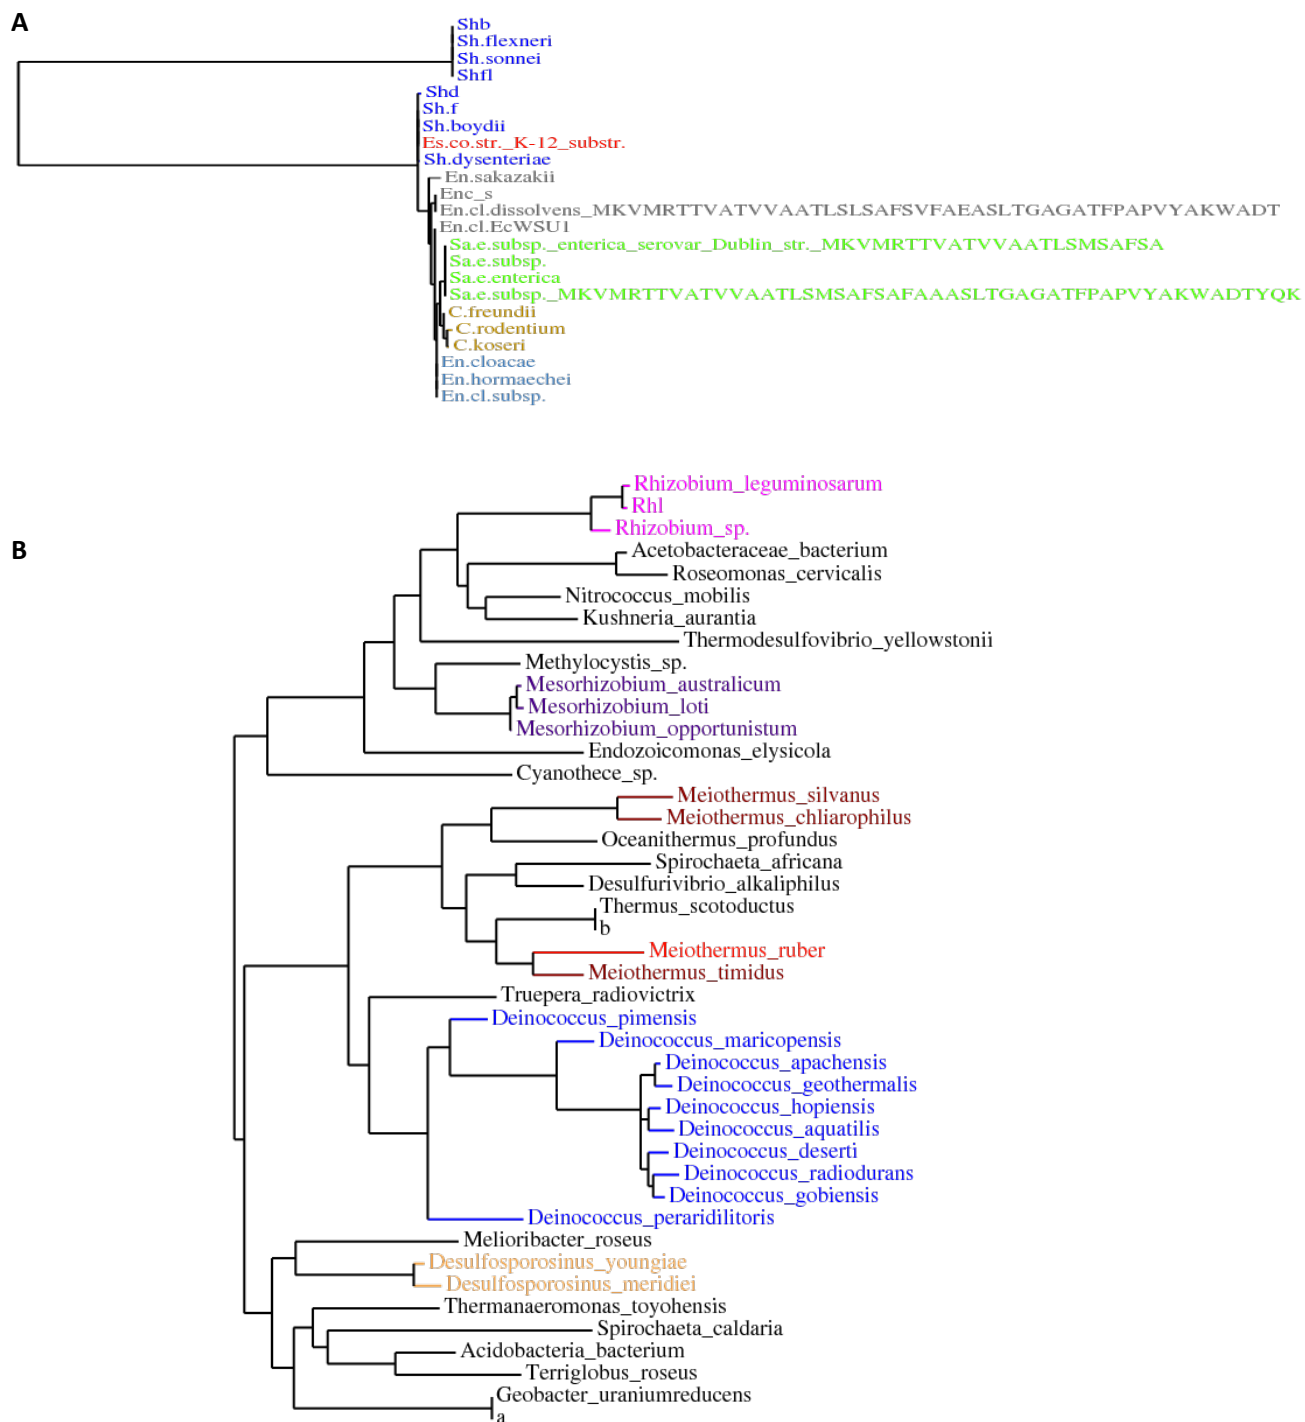 A
Shb
Sh.flexneri
Sh.sonnei
Shfl
Shd
Sh.f
Sh.boydii
Es.co.str._K-12_substr.
Sh.dysenteriae
En.sakazakii
Enc_s
En.cl.dissolvens_MKVMRTTVATVVAATLSLSAFSVFAEASLTGAGATFPAPVYAKWADT
En.cl.EcWSU1
Sa.e.subsp._enterica_serovar_Dublin_str._MKVMRTTVATVVAATLSMSAFSA
Sa.e.subsp.
Sa.e.enterica
Sa.e.subsp._MKVMRTTVATVVAATLSMSAFSAFAAASLTGAGATFPAPVYAKWADTYQK
C.freundii
C.rodentium
C.koseri
En.cloacae
En.hormaechei
En.cl.subsp.
B
Rhizobium_leguminosarum
Rhl
Rhizobium_sp.
Acetobacteraceae_bacterium
Roseomonas_cervicalis
Nitrococcus_mobilis
Kushneria_aurantia
Thermodesulfovibrio_yellowstonii
Methylocystis_sp.
Mesorhizobium_australicum
Mesorhizobium_loti
Mesorhizobium_opportunistum
Endozoicomonas_elysicola
Cyanothece_sp.
Meiothermus_silvanus
Meiothermus_chliarophilus
Oceanithermus_profundus
Spirochaeta_africana
Desulfurivibrio_alkaliphilus
Thermus_scotoductus
b
Meiothermus_ruber
Meiothermus_timidus
Truepera_radiovictrix
Deinococcus_pimensis
Deinococcus_maricopensis
Deinococcus_apachensis
Deinococcus_geothermalis
Deinococcus_hopiensis
Deinococcus_aquatilis
Deinococcus_deserti
Deinococcus_radiodurans
Deinococcus_gobiensis
Deinococcus_peraridilitoris
Melioribacter_roseus
Desulfosporosinus_youngiae
Desulfosporosinus_meridiei
Thermanaeromonas_toyohensis
Spirochaeta_caldaria
Acidobacteria_bacterium
Terriglobus_roseus
Geobacter_uraniumreducens
a